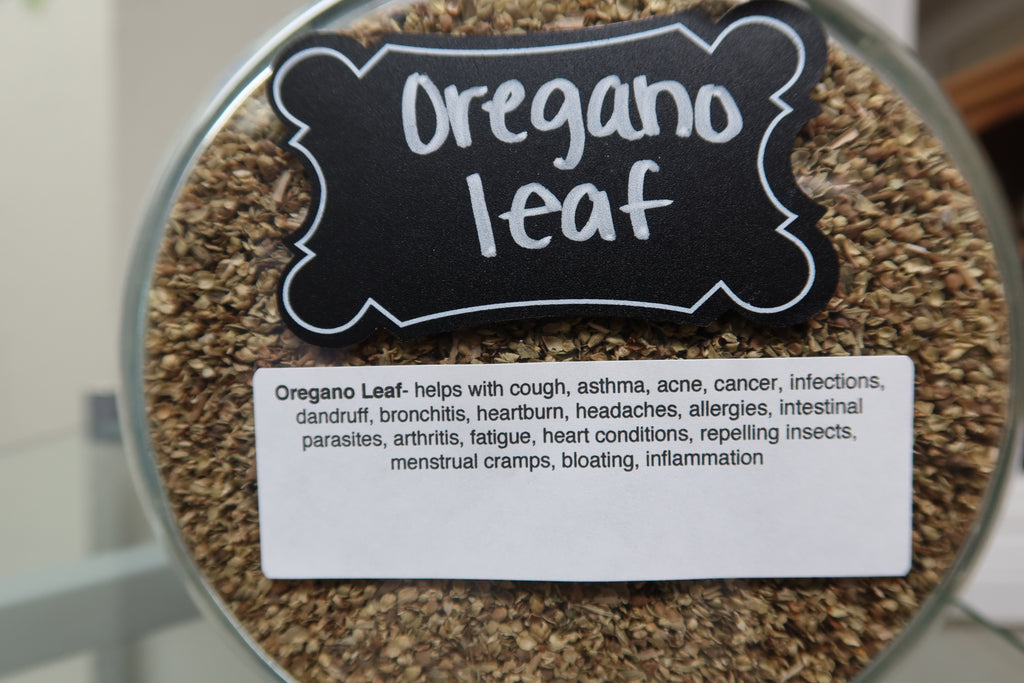 Oregano
leaf
Oregano Leaf- helps with cough, asthma, acne, cancer, infections,
dandruff, bronchitis, heartburn, headaches, allergies, intestinal
parasites, arthritis, fatigue, heart conditions, repelling insects,
menstrual cramps, bloating, inflammation